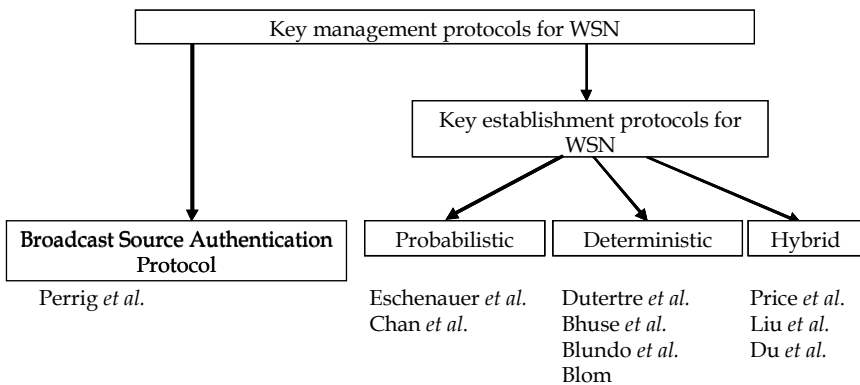 Key management protocols for WSN
Key establishment protocols for
WSN
Broadcast Source Authentication
Protocol
Probabilistic
Deterministic
Hybrid
Perrig et al.
Eschenauer et al.
Chan et al.
Dutertre et al.
Bhuse et al.
Blundo et al.
Blom
Price et al.
Liu et al.
Du et al.